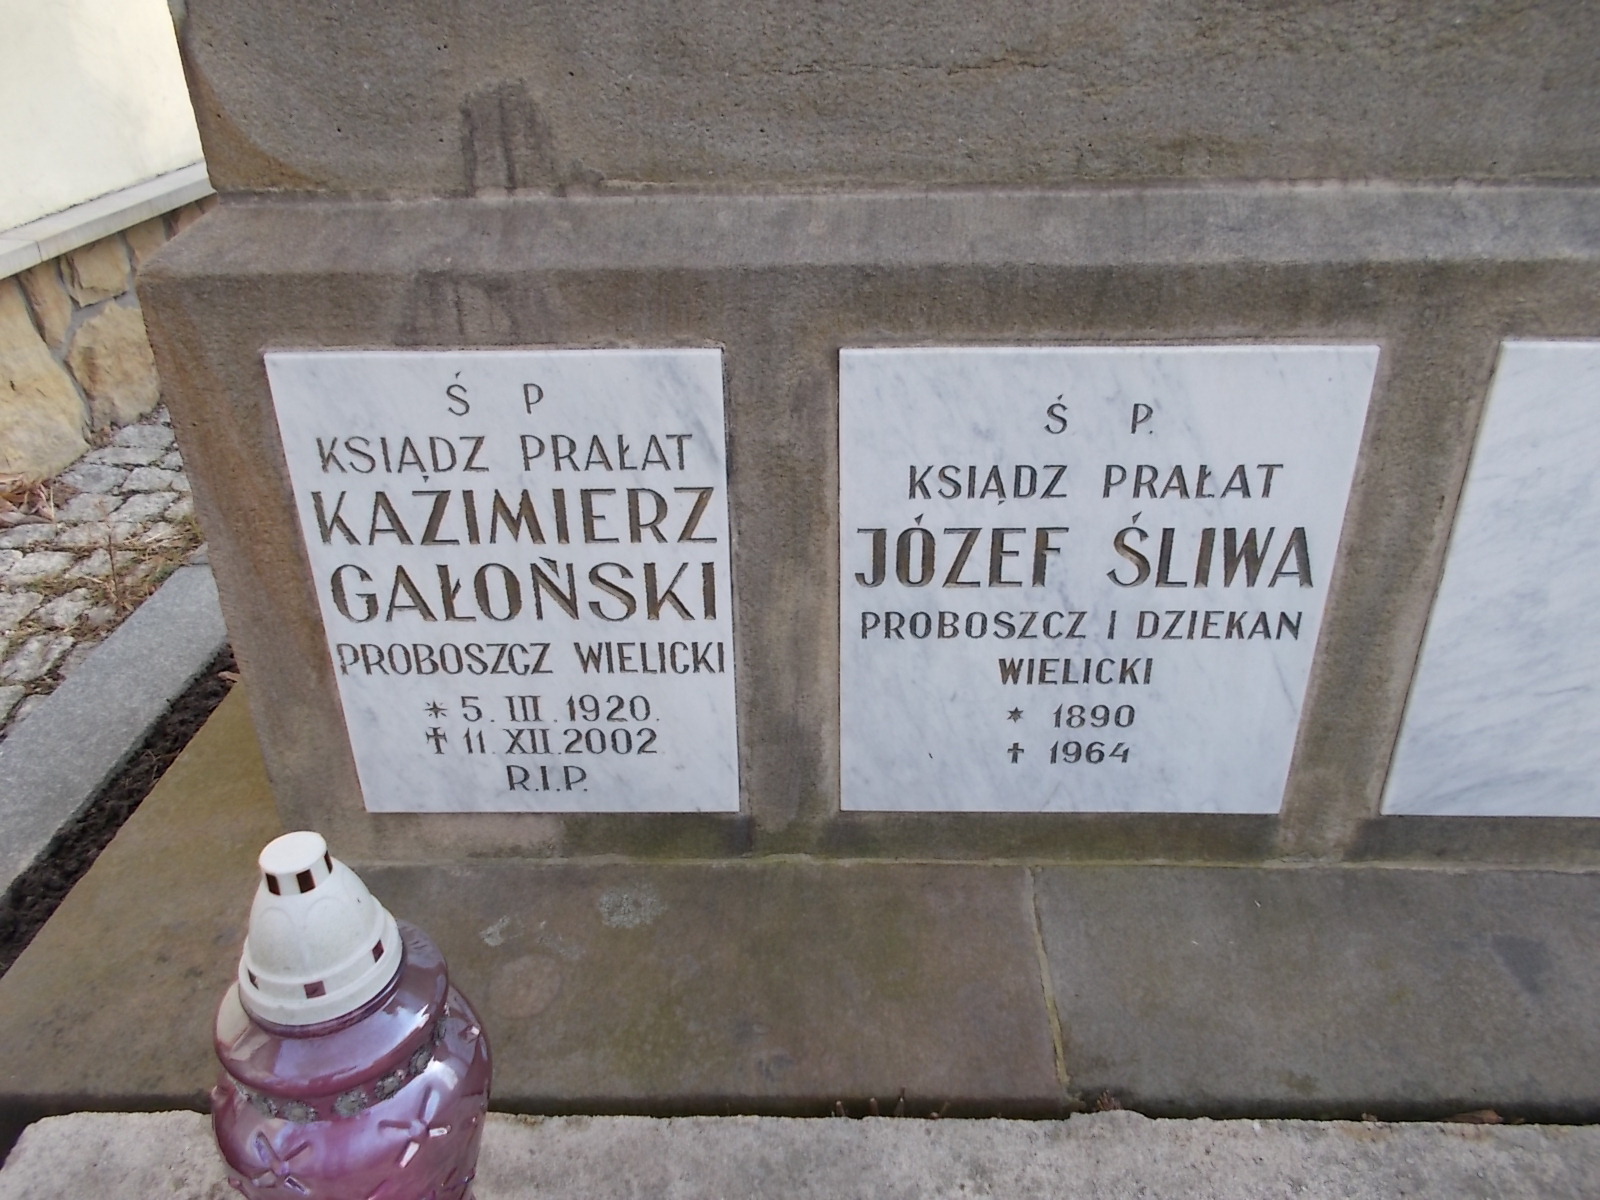 Ś P
KSIĄDZ PRAŁAT
KAZIMIERZ
GAŁOŃSKI
PROBOSZCZ WIELICKI
* 5. III. 1920.
† 11. XII. 2002
R.I.P.
Ś P.
KSIĄDZ PRAŁAT
JÓZEF ŚLIWA
PROBOSZCZ I DZIEKAN
WIELICKI
* 1890
† 1964